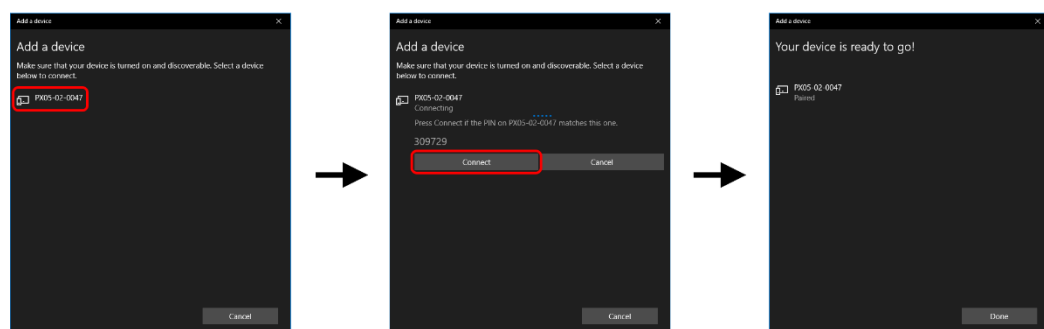 Add a device
Add a device
Make sure that your device is turned on and discoverable. Select a device
below to connect.
PX05-02-0047
Cancel
Add a device
Add a device
Make sure that your device is turned on and discoverable. Select a device
below to connect.
PX05-02-0047
Connecting
Press Connect if the PIN on PX05-02-0047 matches this one.
309729
Connect
Cancel
Cancel
Add a device
Your device is ready to go!
PX05-02-0047
Paired
Done